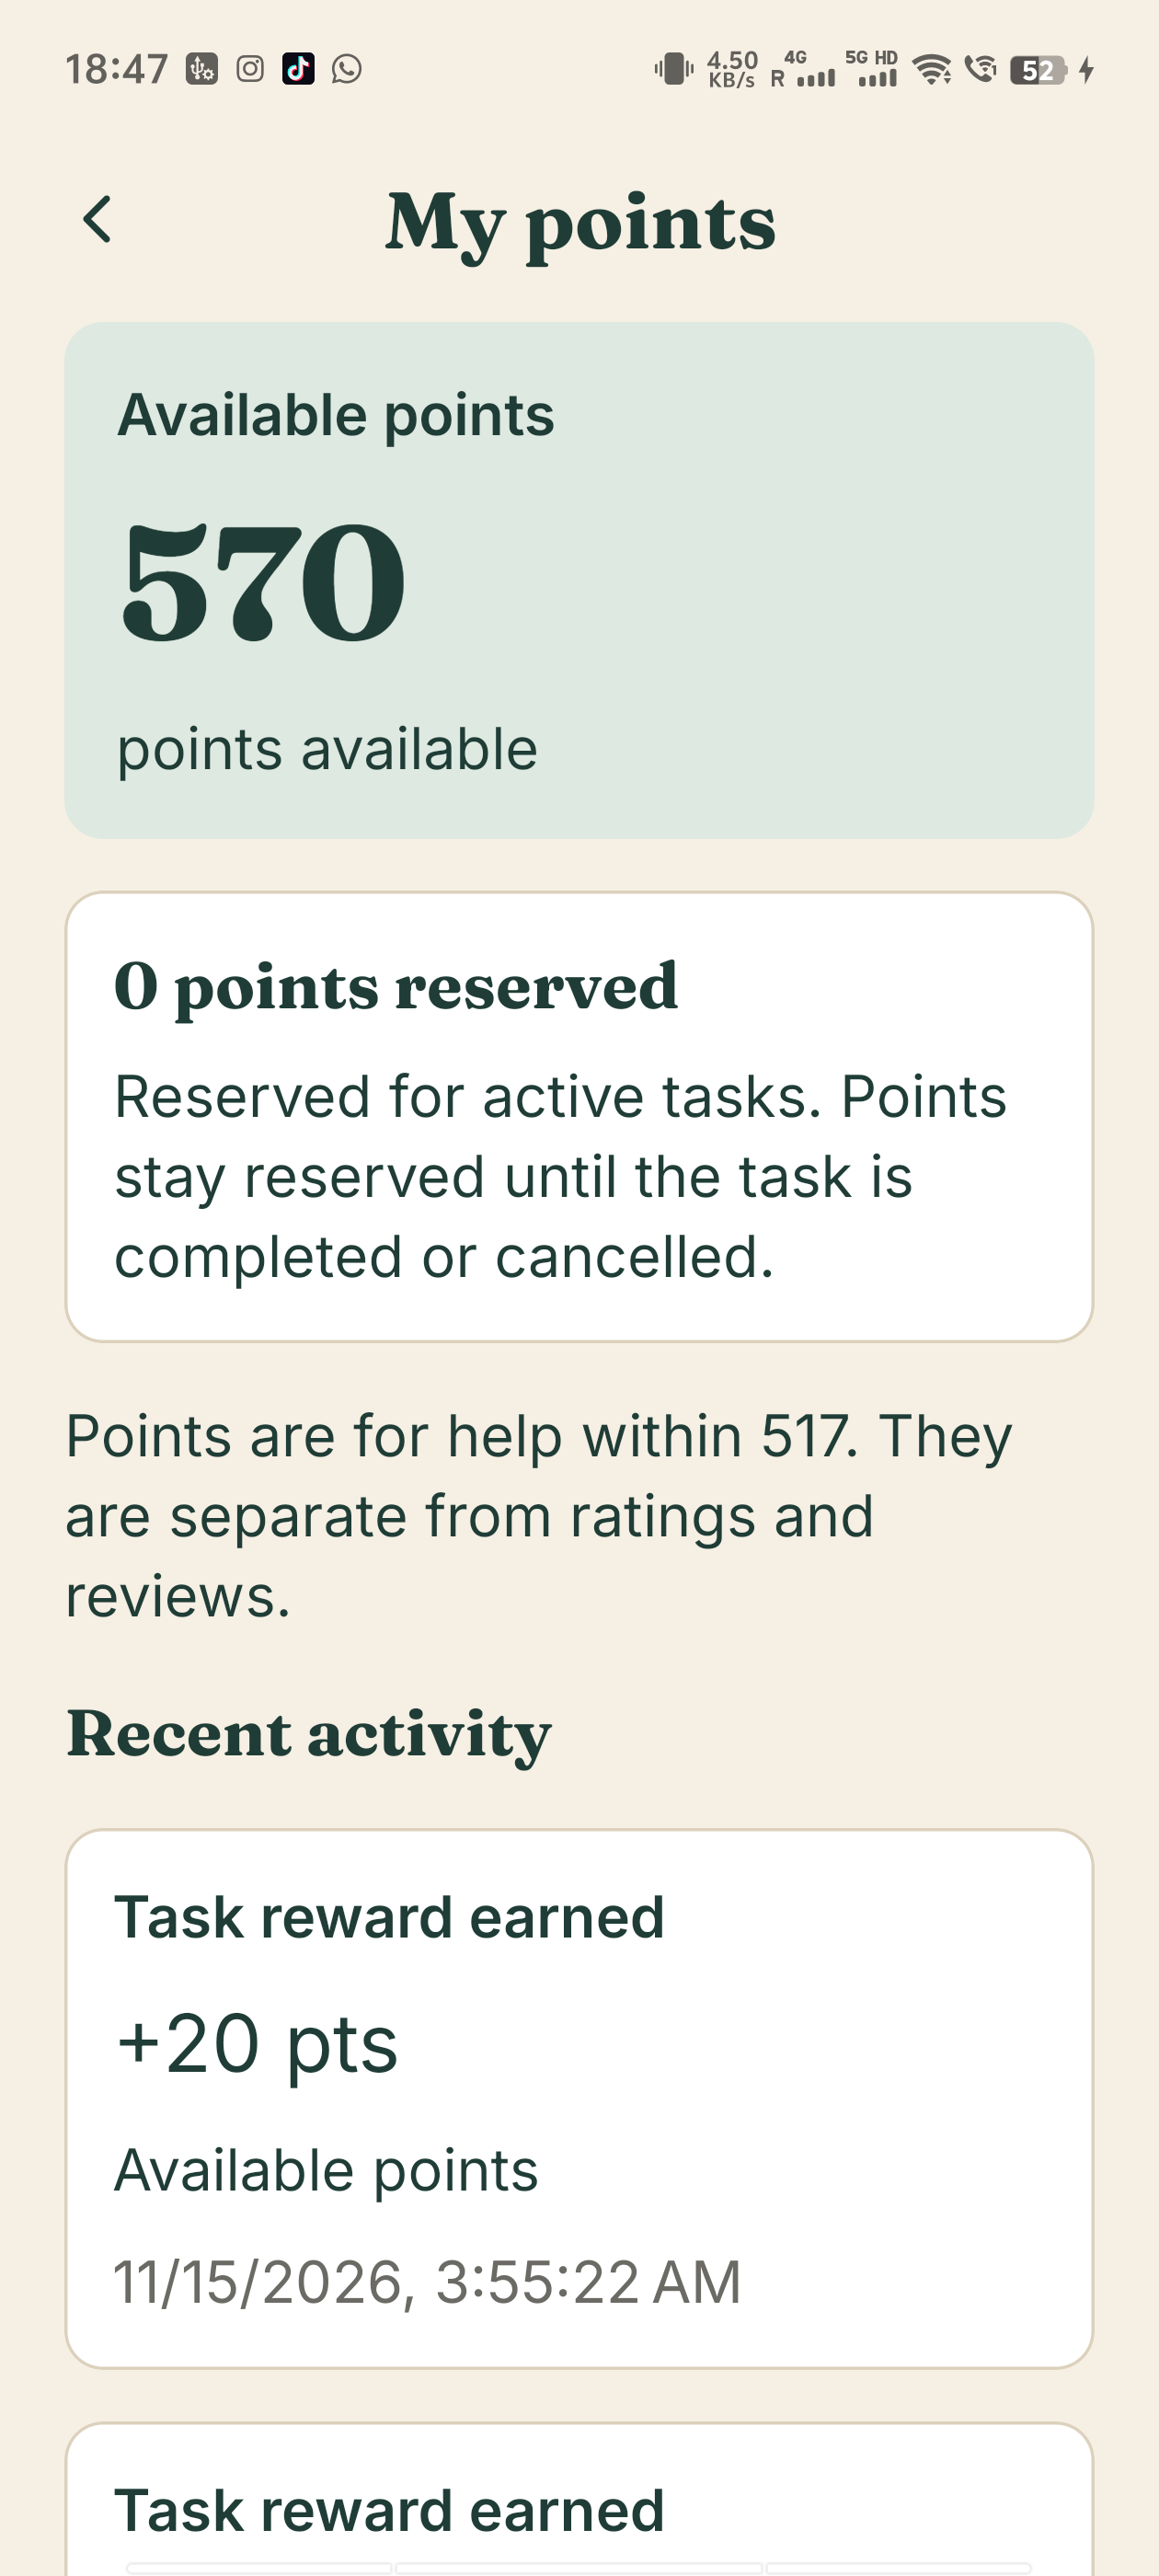 18:47 4.50 KB/s R 4G 5G HD 52
My points
Available points
570
points available
0 points reserved
Reserved for active tasks. Points
stay reserved until the task is
completed or cancelled.
Points are for help within 517. They
are separate from ratings and
reviews.
Recent activity
Task reward earned
+20 pts
Available points
11/15/2026, 3:55:22 AM
Task reward earned